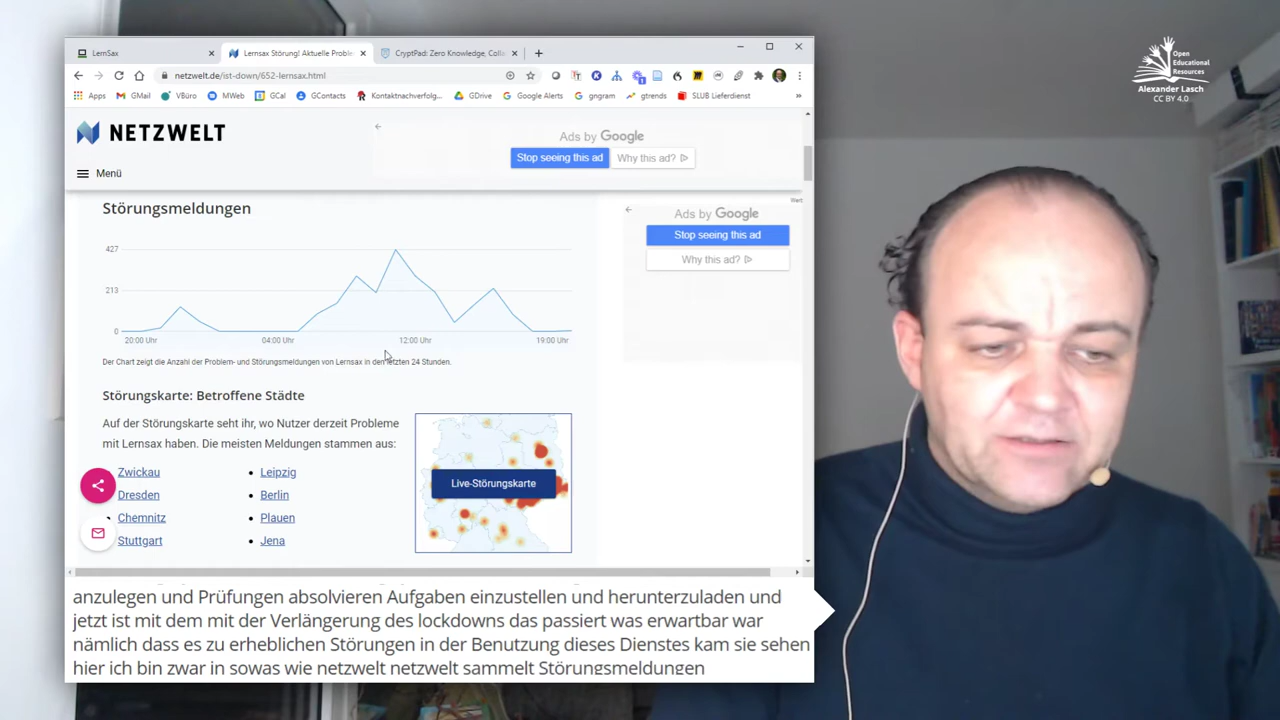 LernSax
Lernsax Störung! Aktuelle Proble
CryptPad: Zero Knowledge, Colla
netzwelt.de/ist-down/652-lernsax.html
Apps GMail VBüro MWeb GCal GContacts Kontaktnachverfolg... GDrive Google Alerts gngram gtrends SLUB Lieferdienst »
NETZWELT
Menü
Ads by Google
Stop seeing this ad Why this ad?
Störungsmeldungen
427
213
0
20:00 Uhr 04:00 Uhr 12:00 Uhr 19:00 Uhr
Der Chart zeigt die Anzahl der Problem- und Störungsmeldungen von Lernsax in den letzten 24 Stunden.
Wert
Ads by Google
Stop seeing this ad
Why this ad?
Störungskarte: Betroffene Städte
Auf der Störungskarte seht ihr, wo Nutzer derzeit Probleme
mit Lernsax haben. Die meisten Meldungen stammen aus:
Zwickau
Dresden
Chemnitz
Stuttgart
Leipzig
Berlin
Plauen
Jena
Live-Störungskarte
anzulegen und Prüfungen absolvieren Aufgaben einzustellen und herunterzuladen und
jetzt ist mit dem mit der Verlängerung des lockdowns das passiert was erwartbar war
nämlich dass es zu erheblichen Störungen in der Benutzung dieses Dienstes kam sie sehen
hier ich bin zwar in sowas wie netzwelt netzwelt sammelt Störungsmeldungen
Open
Educational
Resources
Alexander Lasch
CC BY 4.0